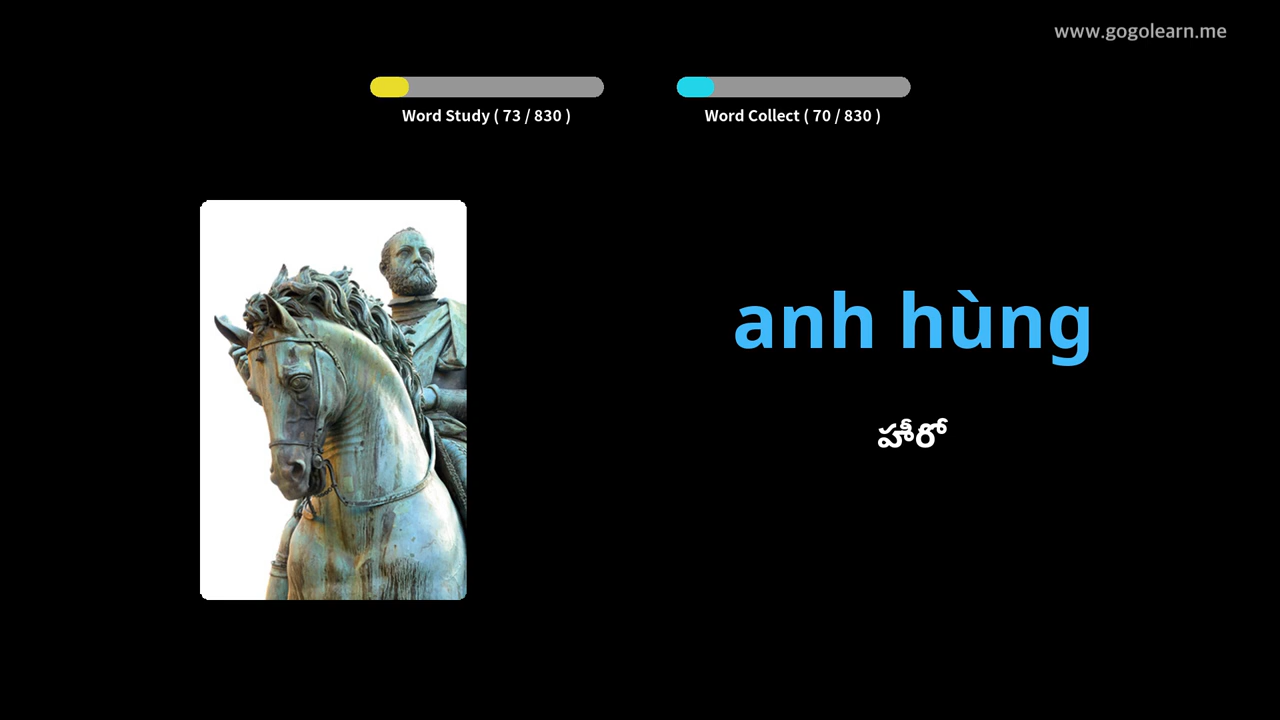 www.gogolearn.me
Word Study ( 73 / 830 )
Word Collect ( 70 / 830 )
anh hùng
హీరో